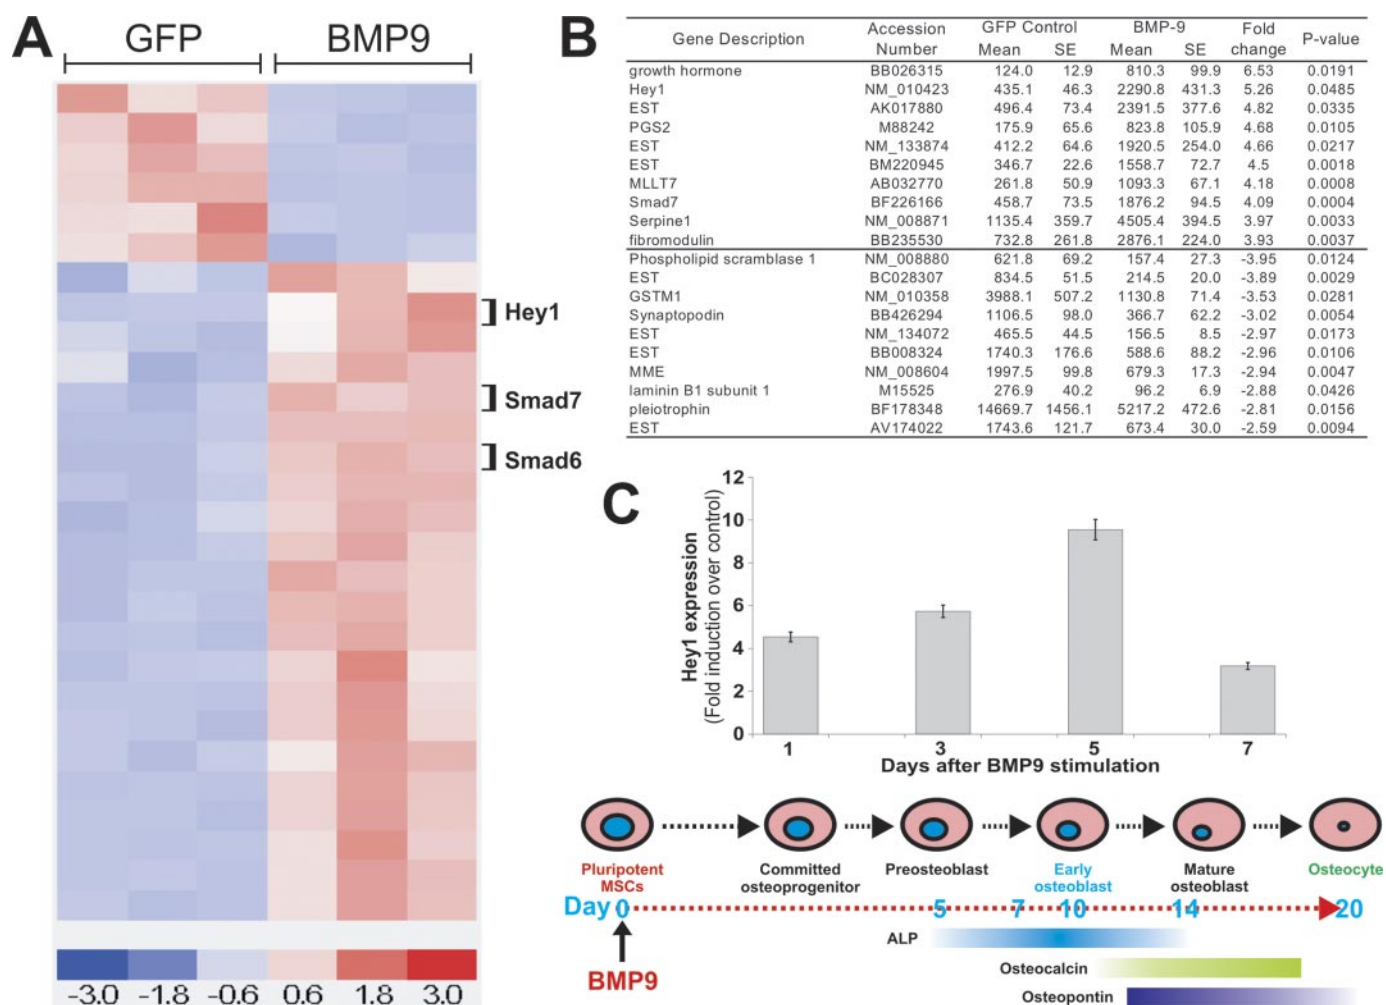 A
GFP BMP9
Hey1
Smad7
Smad6
-3.0 -1.8 -0.6 0.6 1.8 3.0
B
Gene Description Accession Number GFP Control BMP-9 Fold change P-value
Mean SE Mean SE
growth hormone BB026315 124.0 12.9 810.3 99.9 6.53 0.0191
Hey1 NM_010423 435.1 46.3 2290.8 431.3 5.26 0.0485
EST AK017880 496.4 73.4 2391.5 377.6 4.82 0.0335
PGS2 M88242 175.9 65.6 823.8 105.9 4.68 0.0105
EST NM_133874 412.2 64.6 1920.5 254.0 4.66 0.0217
EST BM220945 346.7 22.6 1558.7 72.7 4.5 0.0018
MLLT7 AB032770 261.8 50.9 1093.3 67.1 4.18 0.0008
Smad7 BF226166 458.7 73.5 1876.2 94.5 4.09 0.0004
Serpine1 NM_008871 1135.4 359.7 4505.4 394.5 3.97 0.0033
fibromodulin BB235530 732.8 261.8 2876.1 224.0 3.93 0.0037
Phospholipid scramblase 1 NM_008880 621.8 69.2 157.4 27.3 -3.95 0.0124
EST BC028307 834.5 51.5 214.5 20.0 -3.89 0.0029
GSTM1 NM_010358 3988.1 507.2 1130.8 71.4 -3.53 0.0281
Synaptopodin BB426294 1106.5 98.0 366.7 62.2 -3.02 0.0054
EST NM_134072 465.5 44.5 156.5 8.5 -2.97 0.0173
EST BB008324 1740.3 176.6 588.6 88.2 -2.96 0.0106
MME NM_008604 1997.5 99.8 679.3 17.3 -2.94 0.0047
laminin B1 subunit 1 M15525 276.9 40.2 96.2 6.9 -2.88 0.0426
pleiotrophin BF178348 14669.7 1456.1 5217.2 472.6 -2.81 0.0156
EST AV174022 1743.6 121.7 673.4 30.0 -2.59 0.0094
C
Hey1 expression
(Fold induction over control)
12
10
8
6
4
2
0
1 3 5 7
Days after BMP9 stimulation
Pluripotent MSCs
Committed osteoprogenitor
Preosteoblast
Early osteoblast
Mature osteoblast
Osteocyte
Day 0 5 7 10 14 20
ALP
BMP9
Osteocalcin
Osteopontin